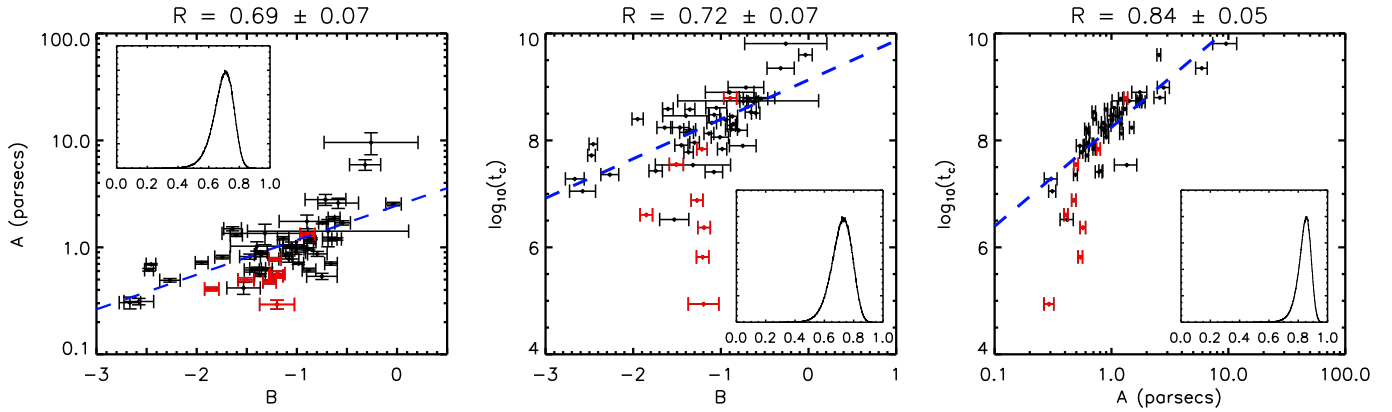 R = 0.69 ± 0.07
R = 0.72 ± 0.07
R = 0.84 ± 0.05
100.0
10.0
1.0
0.1
A (parsecs)
0.0 0.2 0.4 0.6 0.8 1.0
−3 −2 −1 0
B
10
8
6
4
log10(tc)
0.0 0.2 0.4 0.6 0.8 1.0
−3 −2 −1 0 1
B
10
8
6
4
log10(tc)
0.0 0.2 0.4 0.6 0.8 1.0
0.1 1.0 10.0 100.0
A (parsecs)